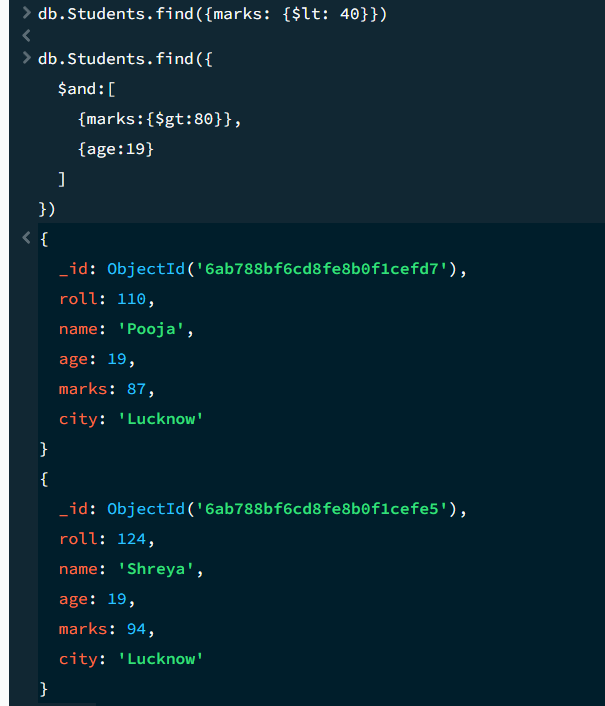 > db.Students.find({marks: {$lt: 40}})
<
> db.Students.find({
$and:[
{marks:{$gt:80}},
{age:19}
]
})
< {
_id: ObjectId('6ab788bf6cd8fe8b0f1cefd7'),
roll: 110,
name: 'Pooja',
age: 19,
marks: 87,
city: 'Lucknow'
}
{
_id: ObjectId('6ab788bf6cd8fe8b0f1cefe5'),
roll: 124,
name: 'Shreya',
age: 19,
marks: 94,
city: 'Lucknow'
}